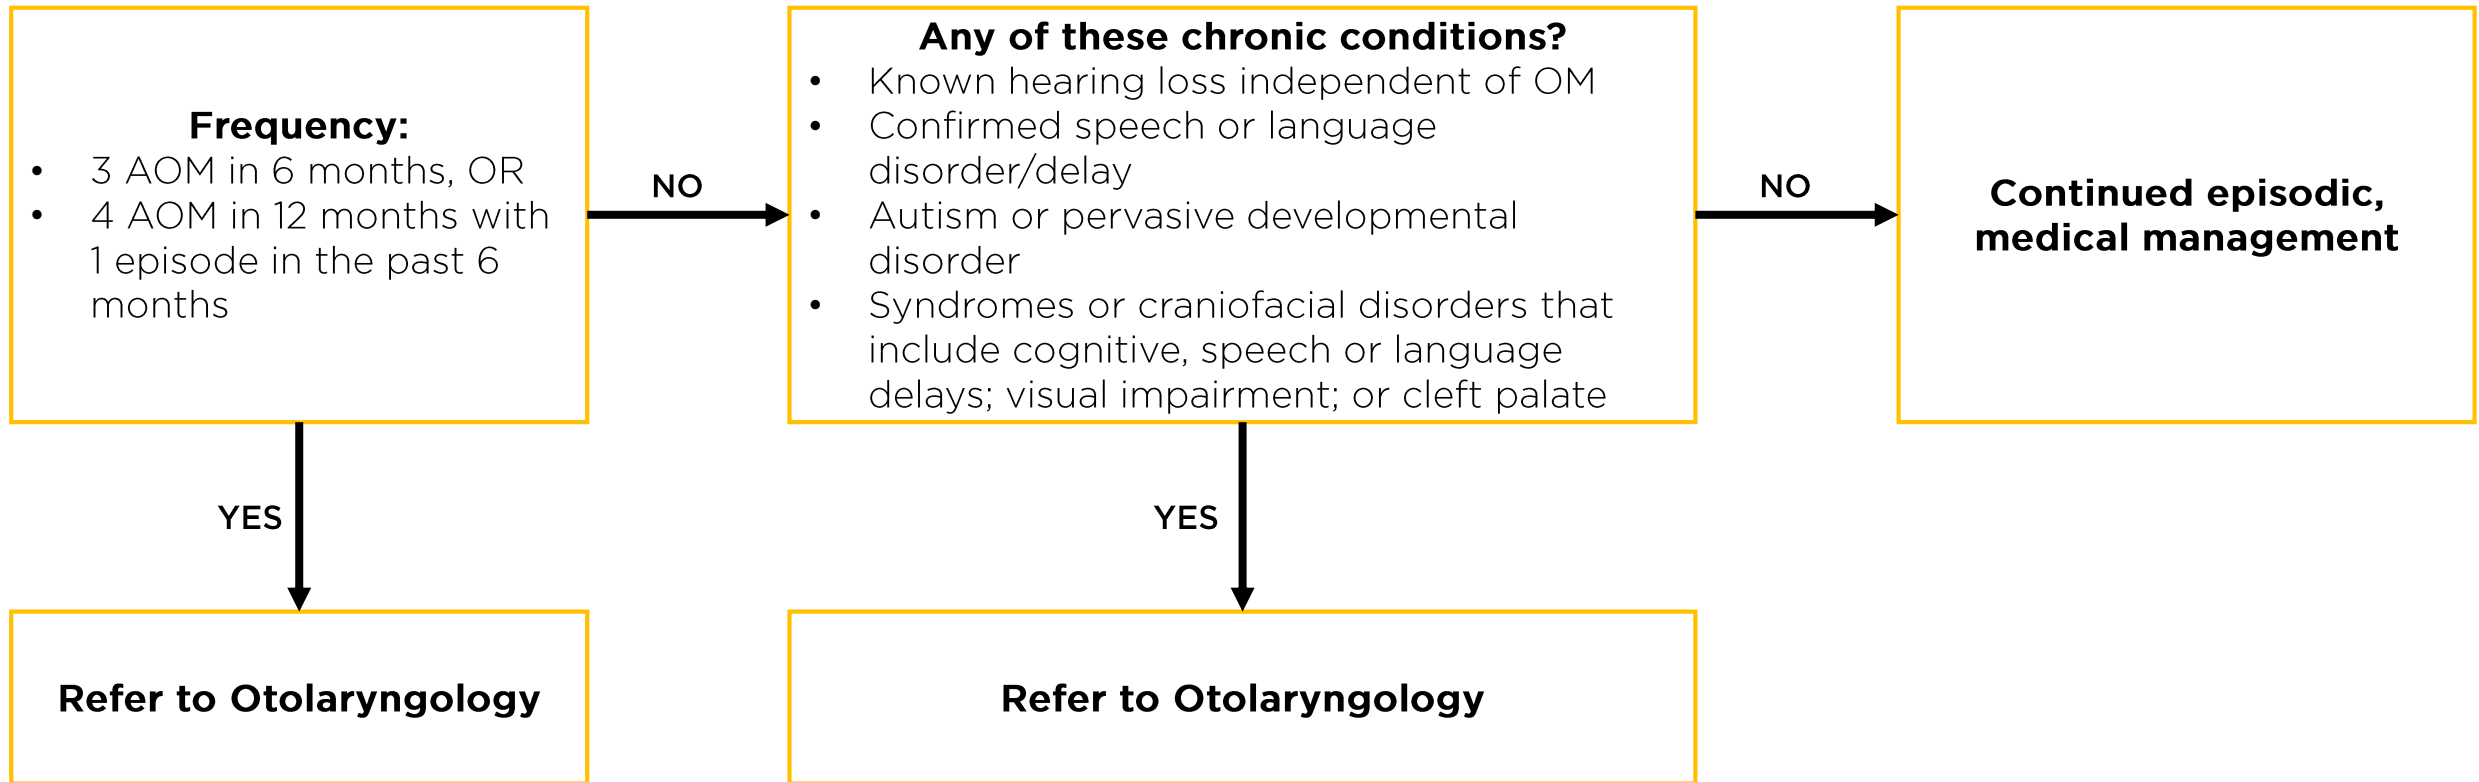 Frequency:
• 3 AOM in 6 months, OR
• 4 AOM in 12 months with
1 episode in the past 6
months
NO
Any of these chronic conditions?
• Known hearing loss independent of OM
• Confirmed speech or language
disorder/delay
• Autism or pervasive developmental
disorder
• Syndromes or craniofacial disorders that
include cognitive, speech or language
delays; visual impairment; or cleft palate
NO
Continued episodic,
medical management
YES
YES
Refer to Otolaryngology
Refer to Otolaryngology